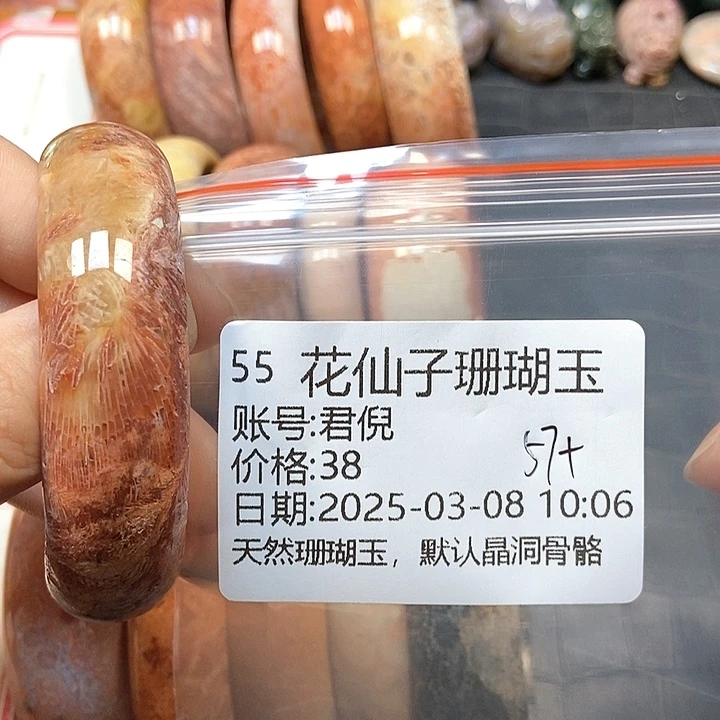 55 花仙子珊瑚玉
账号:君倪
57+
价格:38
日期:2025-03-08 10:06
天然珊瑚玉，默认晶洞骨骼